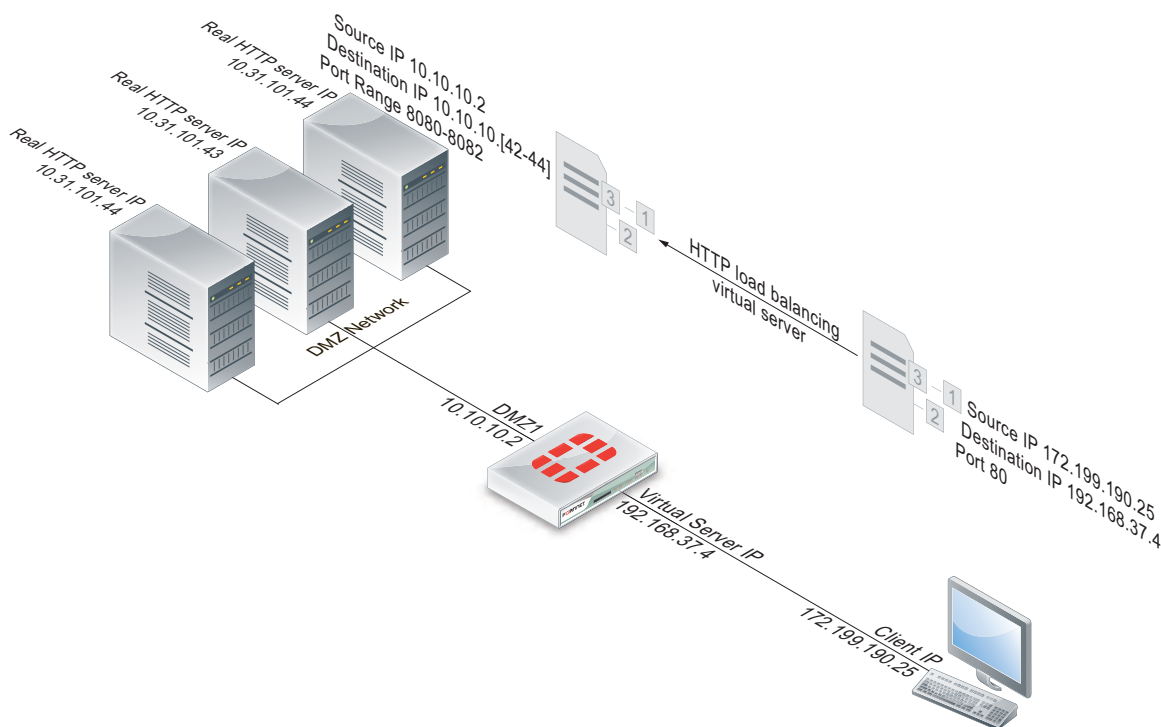 Source IP 10.10.10.2
Destination IP 10.10.10.[42-44]
Port Range 8080-8082
Real HTTP server IP
10.31.101.44
Real HTTP server IP
10.31.101.43
Real HTTP server IP
10.31.101.44
3
1
2
HTTP load balancing
virtual server
DMZ Network
3
1
2
Source IP 172.199.190.25
Destination IP 192.168.37.4
Port 80
DMZ1
10.10.10.2
FORTINET
Virtual Server IP
192.168.37.4
Client IP
172.199.190.25